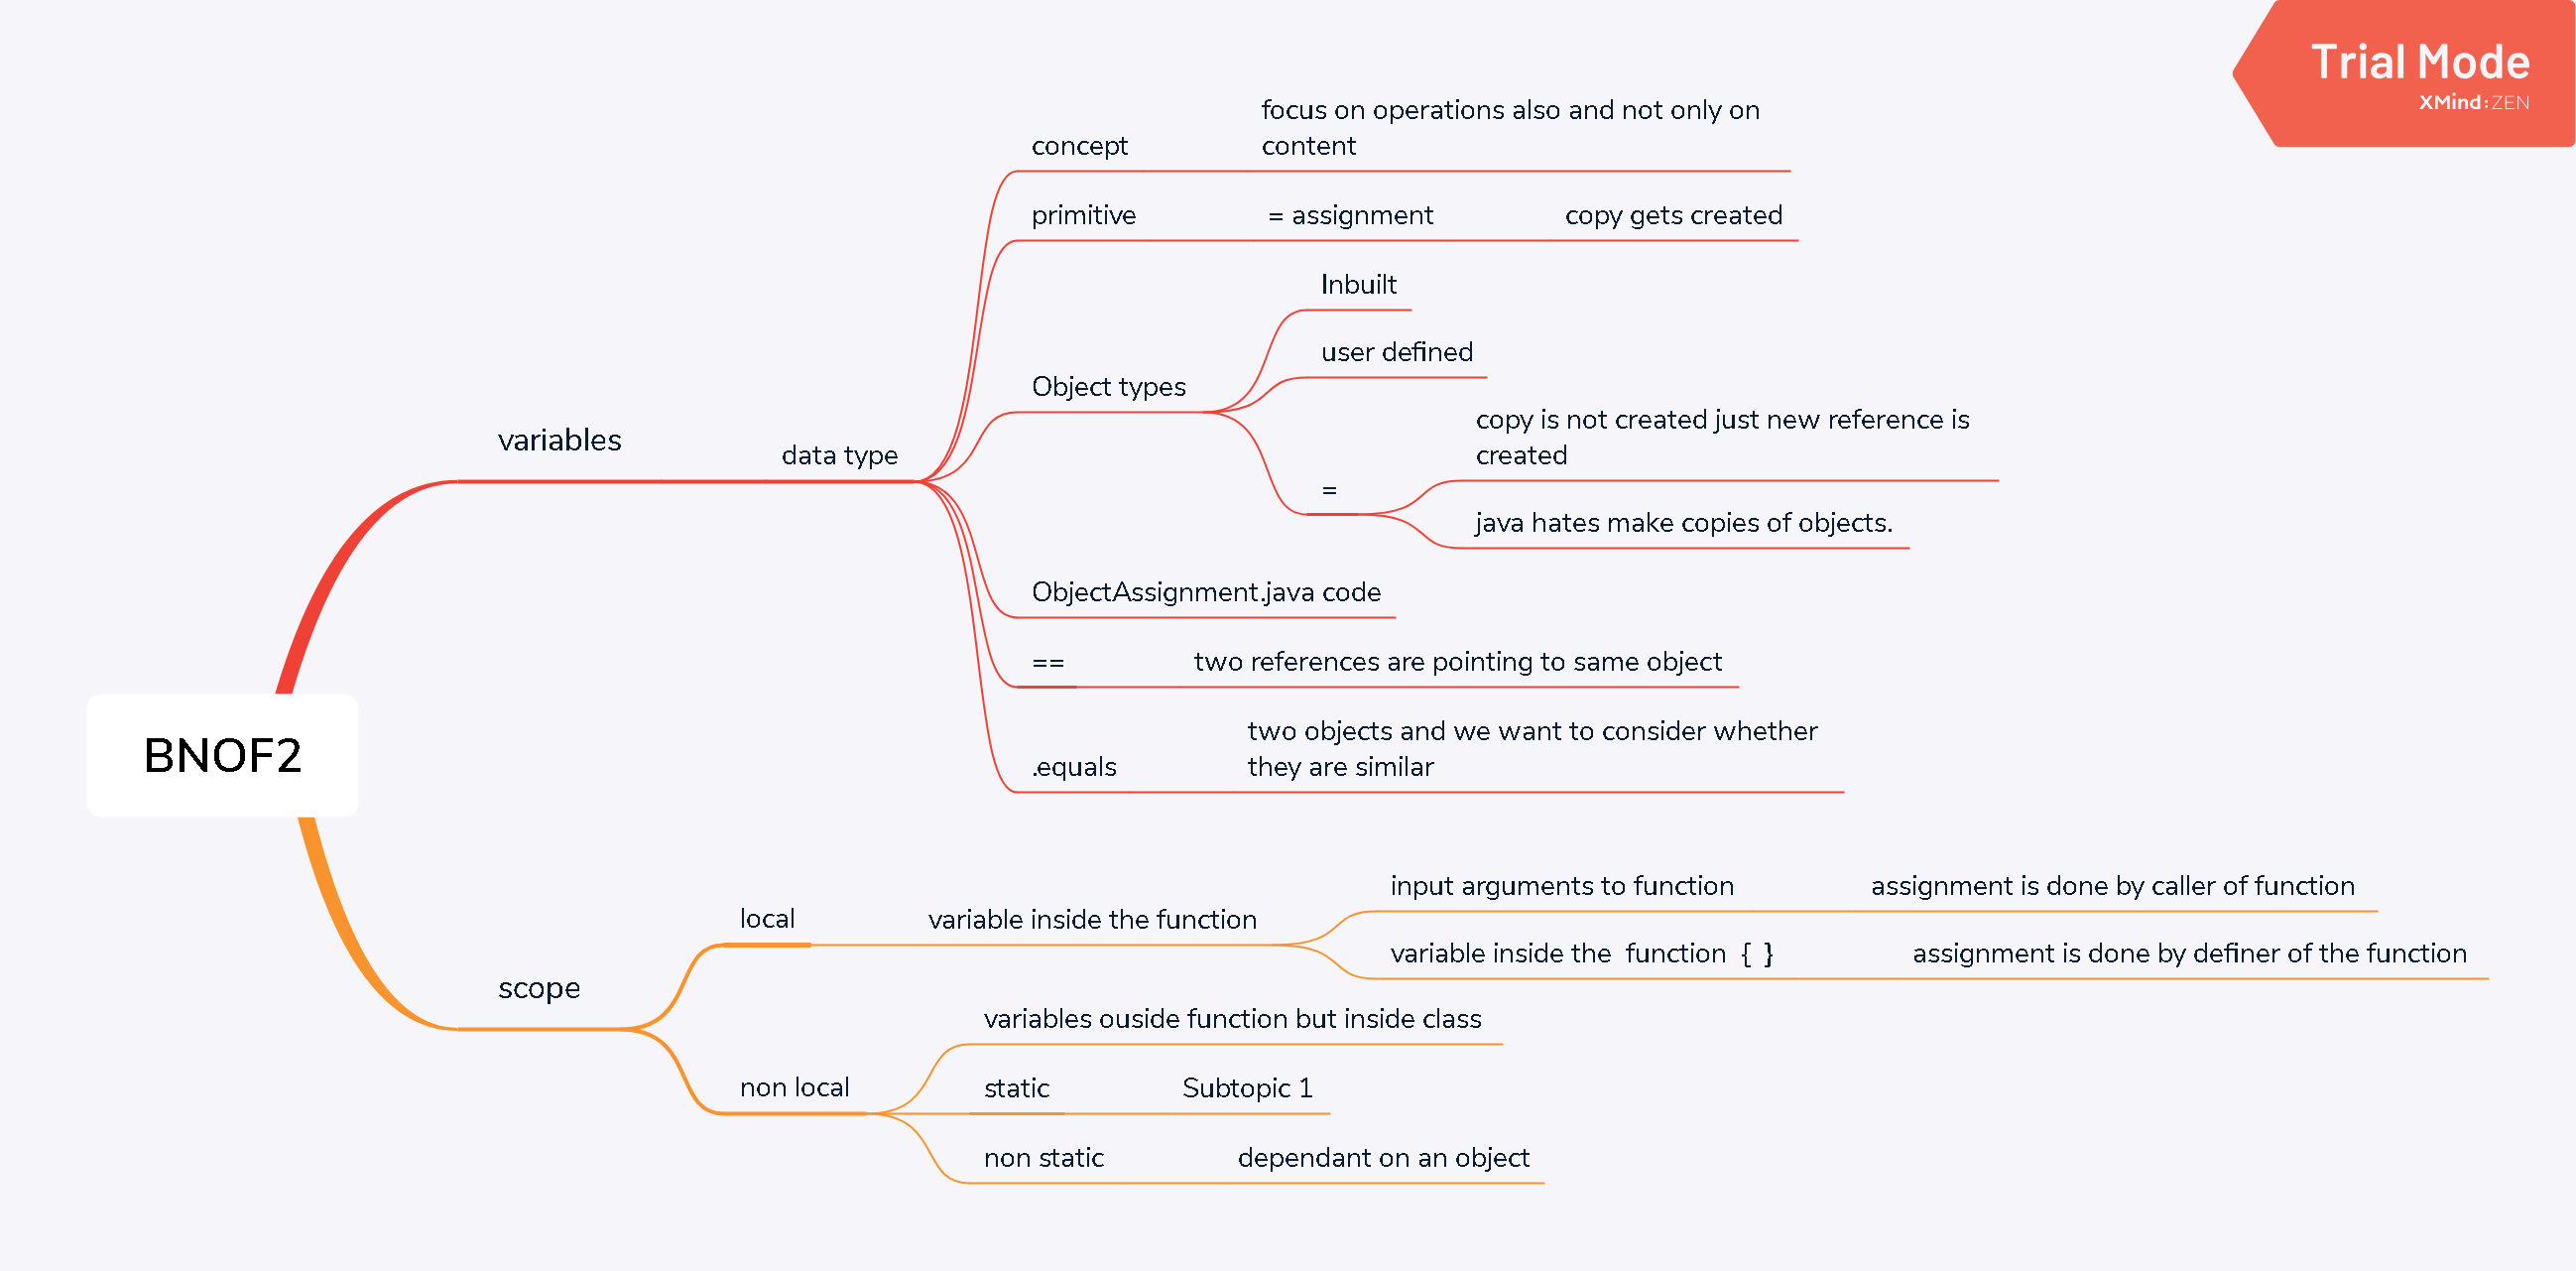 Trial Mode
XMind:ZEN
focus on operations also and not only on
concept
content
primitive
= assignment
copy gets created
Inbuilt
user defined
Object types
copy is not created just new reference is
created
variables
data type
=
java hates make copies of objects.
ObjectAssignment.java code
==
two references are pointing to same object
two objects and we want to consider whether
.equals
they are similar
BNOF2
input arguments to function
assignment is done by caller of function
local
variable inside the function
variable inside the  function  { }
assignment is done by definer of the function
scope
variables ouside function but inside class
non local
static
Subtopic 1
non static
dependant on an object